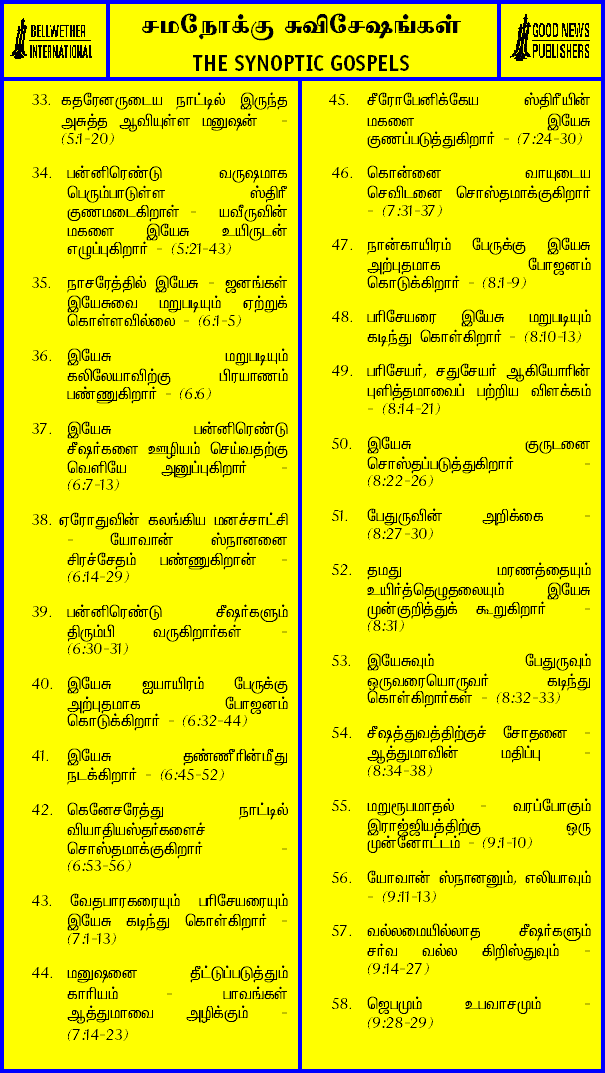 BELLWETHER
INTERNATIONAL
சமநோக்கு சுவிசேஷங்கள்
THE SYNOPTIC GOSPELS
GOOD NEWS
PUBLISHERS
33. கதரேனருடைய நாட்டில் இருந்த
அசுத்த ஆவியுள்ள மனுஷன் -
(5:1-20)
34. பன்னிரெண்டு வருஷமாக
பெரும்பாடுள்ள ஸ்திரீ
குணமடைகிறாள் - யவீருவின்
மகளை இயேசு உயிருடன்
எழுப்புகிறார் - (5:21-43)
35. நாசரேத்தில் இயேசு - ஜனங்கள்
இயேசுவை மறுபடியும் ஏற்றுக்
கொள்ளவில்லை - (6:1-5)
36. இயேசு மறுபடியும்
கலிலேயாவிற்கு பிரயாணம்
பண்ணுகிறார் - (6:6)
37. இயேசு பன்னிரெண்டு
சீஷர்களை ஊழியம் செய்வதற்கு
வெளியே அனுப்புகிறார் -
(6:7-13)
38. ஏரோதுவின் கலங்கிய மனச்சாட்சி
- யோவான் ஸ்நானனை
சிரச்சேதம் பண்ணுகிறான் -
(6:14-29)
39. பன்னிரெண்டு சீஷர்களும்
திரும்பி வருகிறார்கள் -
(6:30-31)
40. இயேசு ஐயாயிரம் பேருக்கு
அற்புதமாக போஜனம்
கொடுக்கிறார் - (6:32-44)
41. இயேசு தண்ணீரின்மீது
நடக்கிறார் - (6:45-52)
42. கெனேசரேத்து நாட்டில்
வியாதியஸ்தர்களைச்
சொஸ்தமாக்குகிறார் -
(6:53-56)
43. வேதபாரகரையும் பரிசேயரையும்
இயேசு கடிந்து கொள்கிறார் -
(7:1-13)
44. மனுஷனை தீட்டுப்படுத்தும்
காரியம் - பாவங்கள்
ஆத்துமாவை அழிக்கும் -
(7:14-23)
45. சீரோபேனிக்கேய ஸ்திரீயின்
மகளை இயேசு
குணப்படுத்துகிறார் - (7:24-30)
46. கொன்னை வாயுடைய
செவிடனை சொஸ்தமாக்குகிறார்
- (7:31-37)
47. நான்காயிரம் பேருக்கு இயேசு
அற்புதமாக போஜனம்
கொடுக்கிறார் - (8:1-9)
48. பரிசேயரை இயேசு மறுபடியும்
கடிந்து கொள்கிறார் - (8:10-13)
49. பரிசேயர், சதுசேயர் ஆகியோரின்
புளித்தமாவைப் பற்றிய விளக்கம்
- (8:14-21)
50. இயேசு குருடனை
சொஸ்தப்படுத்துகிறார் -
(8:22-26)
51. பேதுருவின் அறிக்கை -
(8:27-30)
52. தமது மரணத்தையும்
உயிர்த்தெழுதலையும் இயேசு
முன்குறித்துக் கூறுகிறார் -
(8:31)
53. இயேசுவும் பேதுருவும்
ஒருவரையொருவர் கடிந்து
கொள்கிறார்கள் - (8:32-33)
54. சீஷத்துவத்திற்குச் சோதனை -
ஆத்துமாவின் மதிப்பு -
(8:34-38)
55. மறுரூபமாதல் - வரப்போகும்
இராஜ்ஜியத்திற்கு ஒரு
முன்னோட்டம் - (9:1-10)
56. யோவான் ஸ்நானனும், எலியாவும்
- (9:11-13)
57. வல்லமையில்லாத சீஷர்களும்
சர்வ வல்ல கிறிஸ்துவும் -
(9:14-27)
58. ஜெபமும் உபவாசமும் -
(9:28-29)